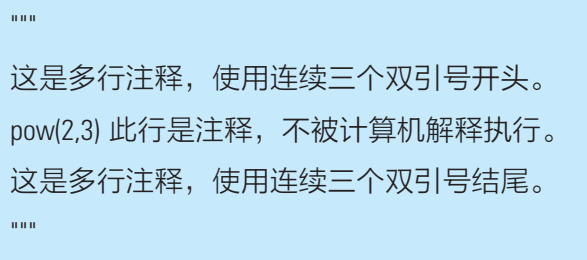 """
这是多行注释，使用连续三个双引号开头。
pow(2,3) 此行是注释，不被计算机解释执行。
这是多行注释，使用连续三个双引号结尾。
"""